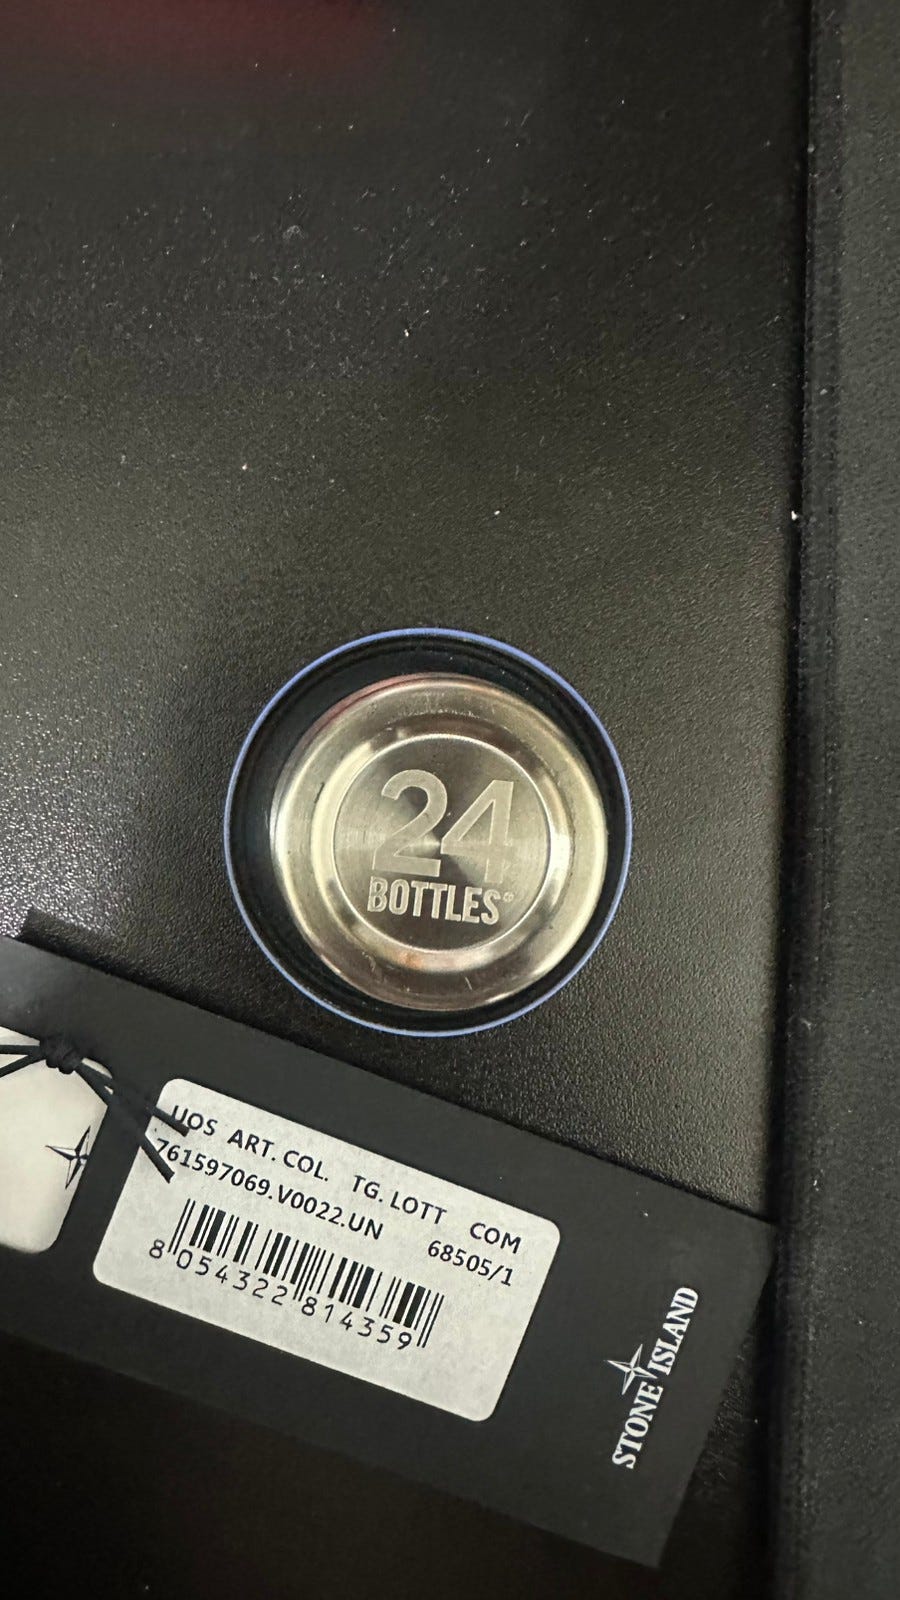 24
BOTTLES®
UOS ART. COL. TG. LOTT COM
761597069.V0022.UN 68505/1
8 054322 814359
STONE ISLAND